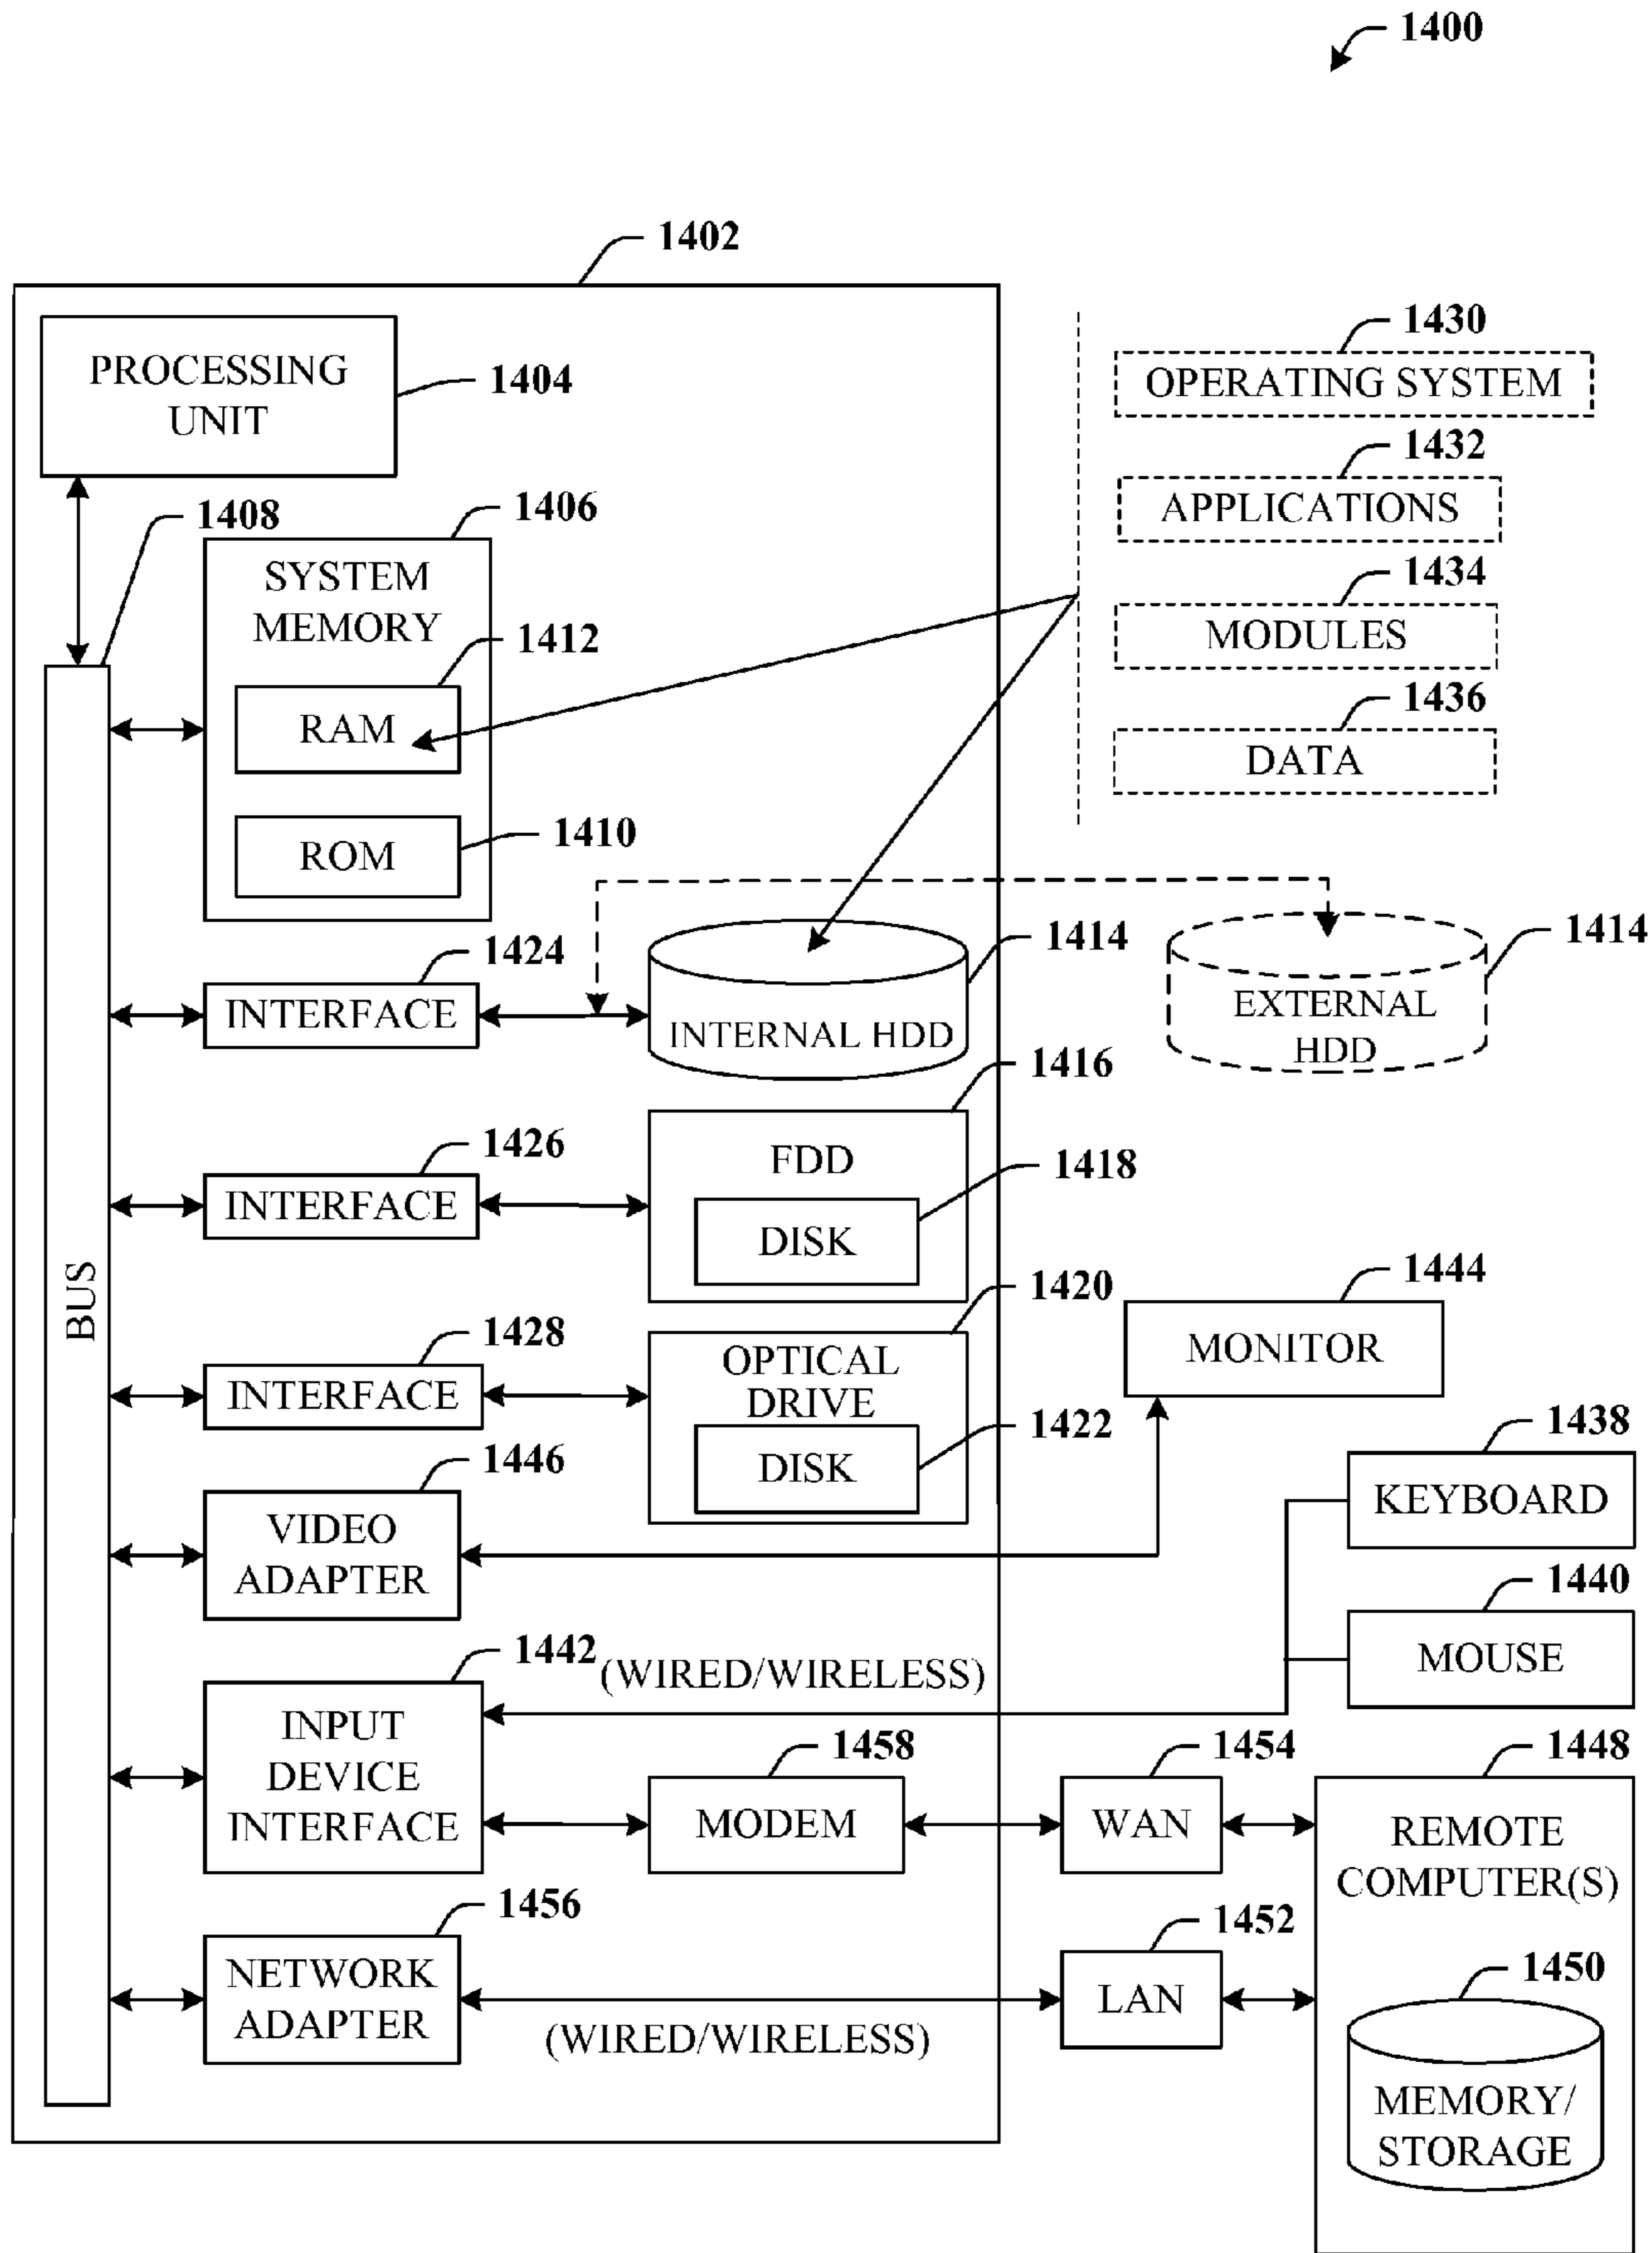 1400
1402
PROCESSING
UNIT
1404
1430
OPERATING SYSTEM
1432
APPLICATIONS
1434
MODULES
1436
DATA
1408
1406
SYSTEM
MEMORY
1412
RAM
1410
ROM
1424
INTERFACE
1414
INTERNAL HDD
1414
EXTERNAL
HDD
1426
INTERFACE
1416
FDD
1418
DISK
BUS
1428
INTERFACE
1420
OPTICAL
DRIVE
1422
DISK
1444
MONITOR
1446
VIDEO
ADAPTER
1438
KEYBOARD
1440
MOUSE
1442
(WIRED/WIRELESS)
INPUT
DEVICE
INTERFACE
1458
MODEM
1454
WAN
1448
REMOTE
COMPUTER(S)
1456
NETWORK
ADAPTER
(WIRED/WIRELESS)
1452
LAN
1450
MEMORY/
STORAGE